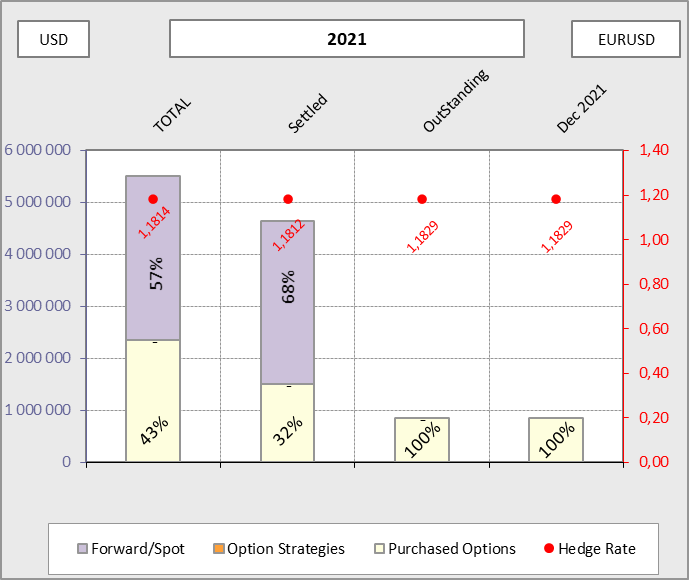 USD
2021
EURUSD
TOTAL
Settled
OutStanding
Dec 2021
6 000 000
5 000 000
4 000 000
3 000 000
2 000 000
1 000 000
0
1,40
1,20
1,00
0,80
0,60
0,40
0,20
0,00
1,1814
1,1812
1,1829
1,1829
57%
68%
43%
32%
100%
100%
Forward/Spot
Option Strategies
Purchased Options
Hedge Rate